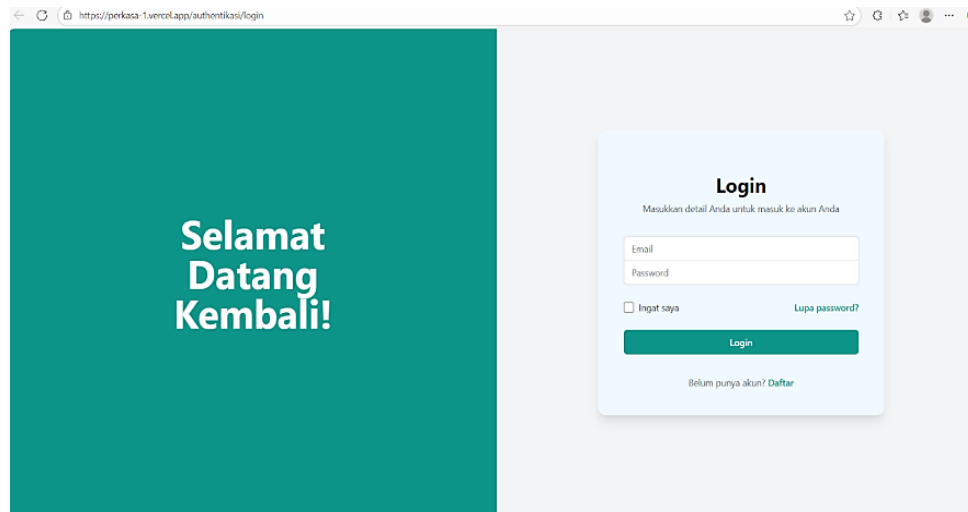 https://perkasa-1.vercel.app/authentikasi/login
Selamat
Datang
Kembali!
Login
Masukkan detail Anda untuk masuk ke akun Anda
Email
Password
Ingat saya
Lupa password?
Login
Belum punya akun? Daftar